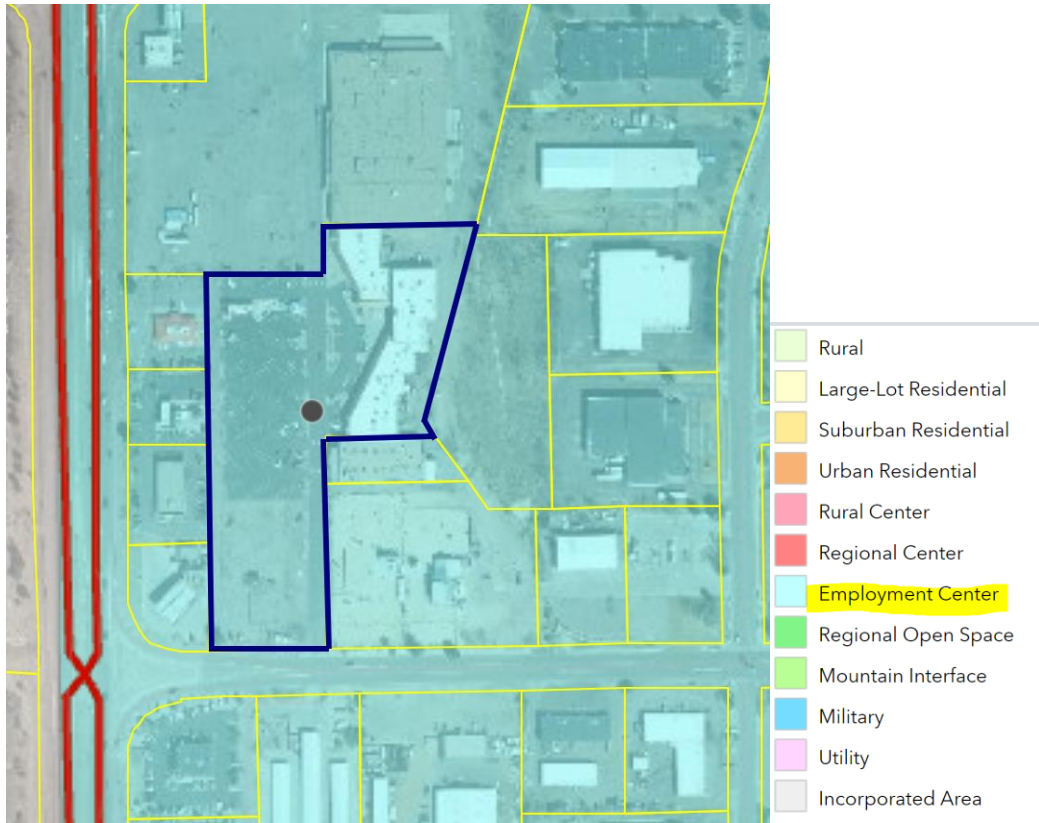 Rural
Large-Lot Residential
Suburban Residential
Urban Residential
Rural Center
Regional Center
Employment Center
Regional Open Space
Mountain Interface
Military
Utility
Incorporated Area